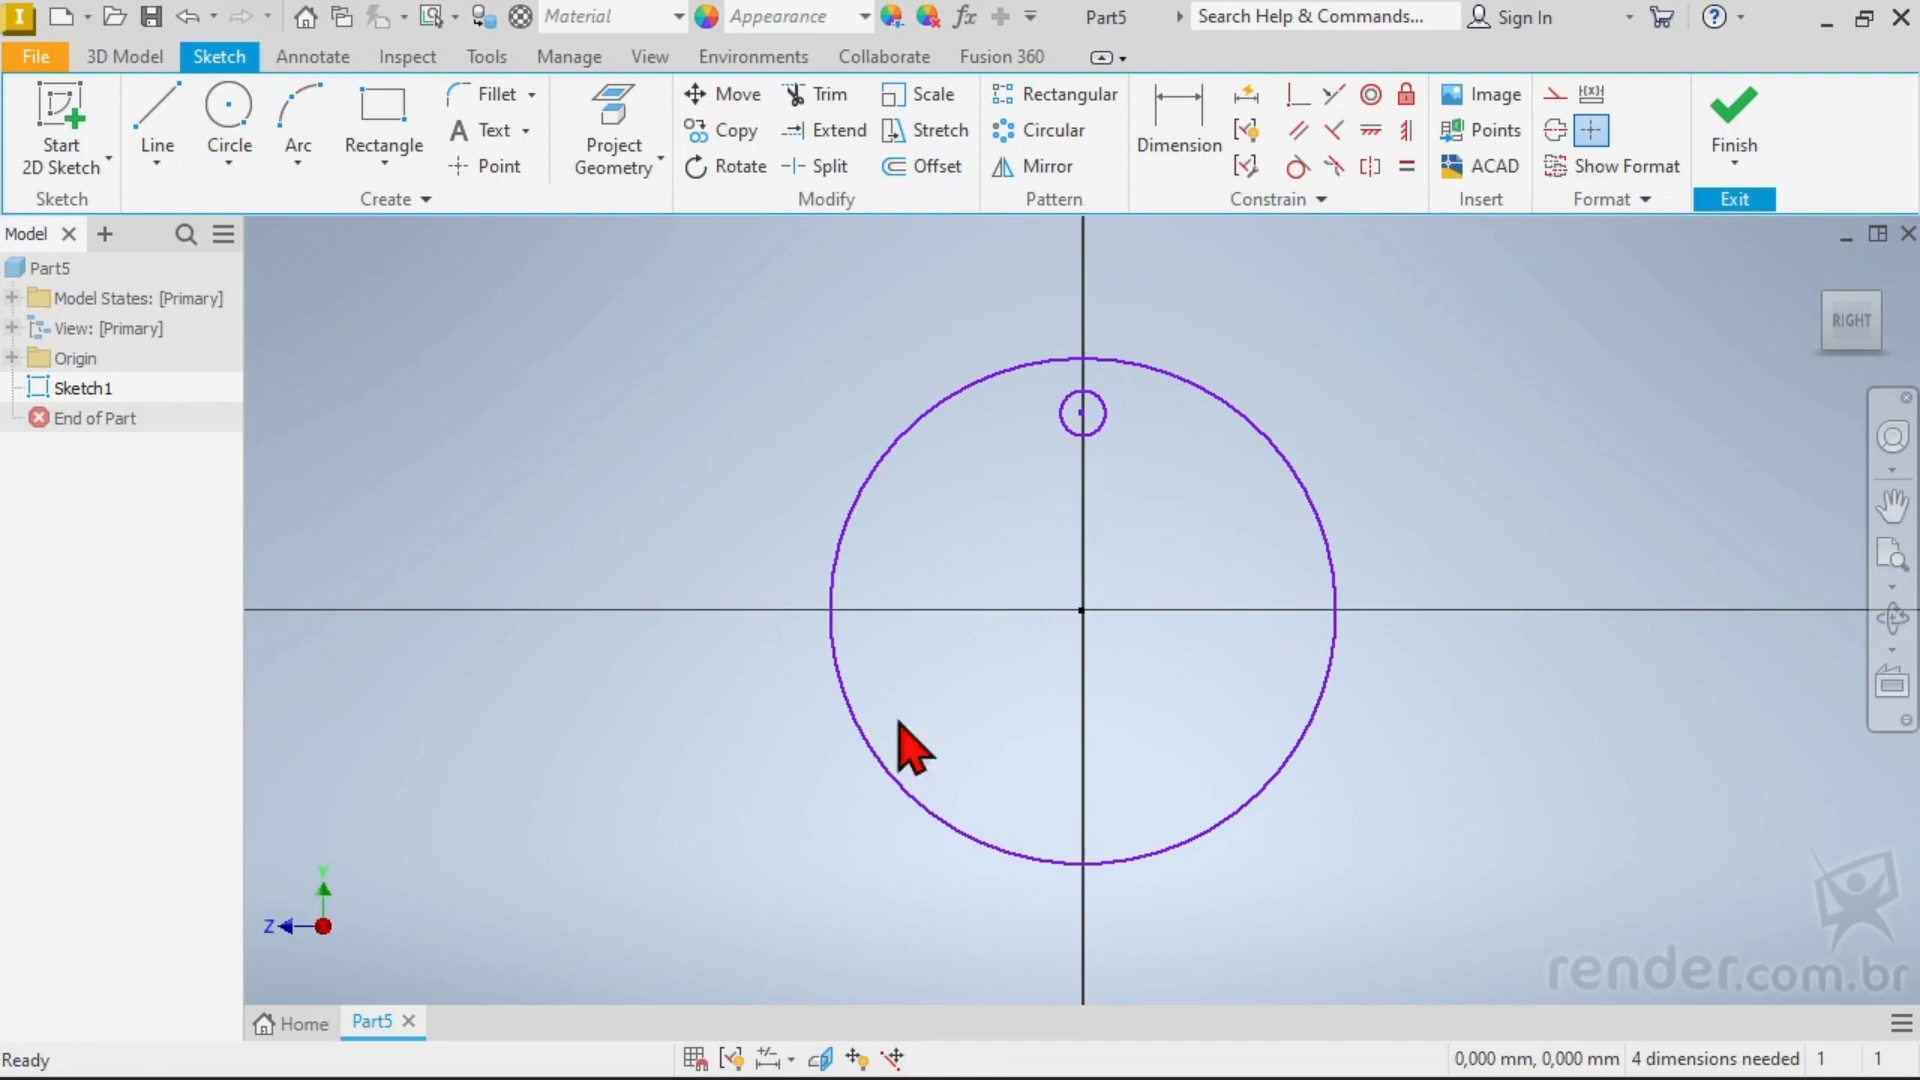 Material
Appearance
fx
Part5
Search Help & Commands...
Sign In
File
3D Model
Sketch
Annotate
Inspect
Tools
Manage
View
Environments
Collaborate
Fusion 360
Start
2D Sketch
Line
Circle
Arc
Rectangle
Fillet
Text
Point
Project
Geometry
Move
Copy
Rotate
Trim
Extend
Split
Scale
Stretch
Offset
Rectangular
Circular
Mirror
Dimension
Image
Points
ACAD
Show Format
Finish
Sketch
Create
Modify
Pattern
Constrain
Insert
Format
Exit
Model
Part5
Model States: [Primary]
View: [Primary]
Origin
Sketch1
End of Part
RIGHT
Y
Z
render.com.br
Home
Part5
Ready
0,000 mm, 0,000 mm
4 dimensions needed
1
1